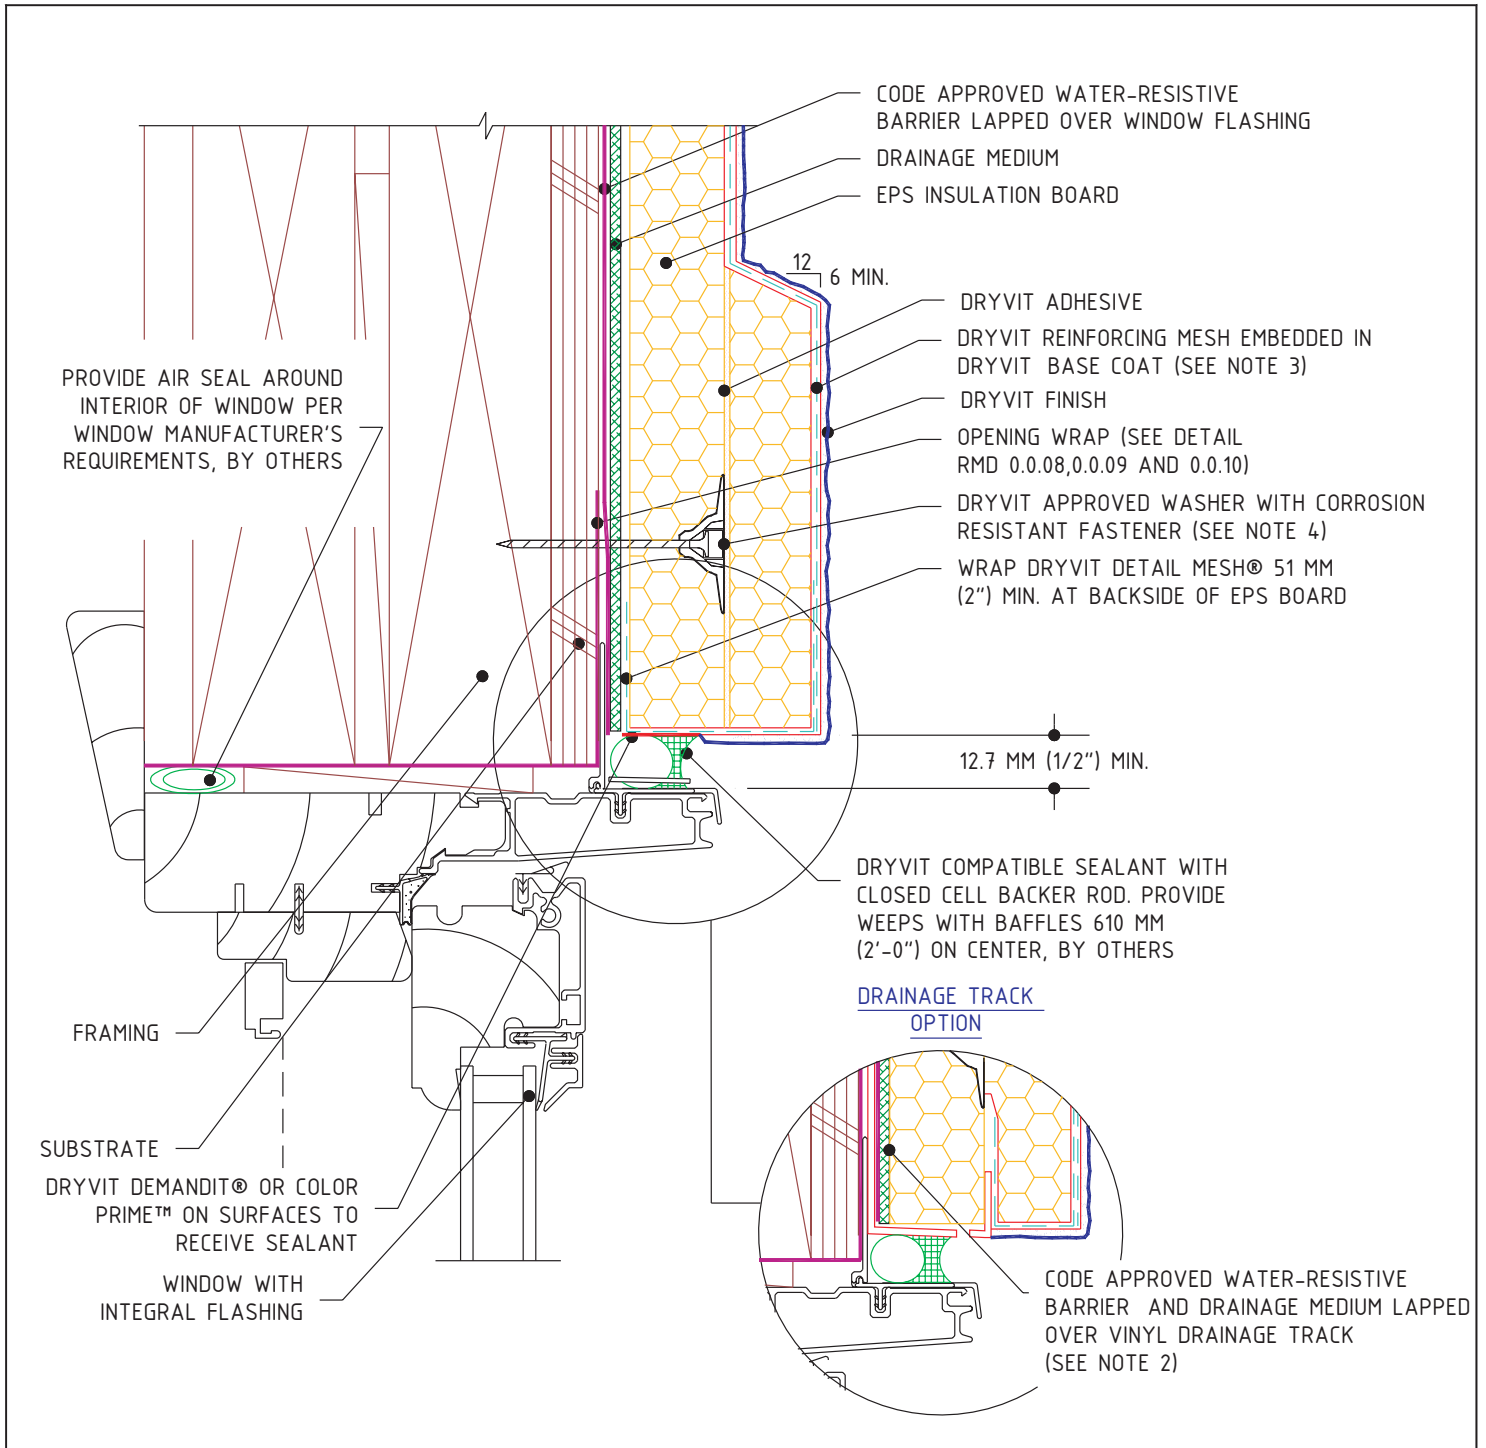 CODE APPROVED WATER-RESISTIVE
BARRIER LAPPED OVER WINDOW FLASHING
DRAINAGE MEDIUM
EPS INSULATION BOARD
12
6 MIN.
DRYVIT ADHESIVE
DRYVIT REINFORCING MESH EMBEDDED IN
DRYVIT BASE COAT (SEE NOTE 3)
DRYVIT FINISH
OPENING WRAP (SEE DETAIL
RMD 0.0.08,0.0.09 AND 0.0.10)
DRYVIT APPROVED WASHER WITH CORROSION
RESISTANT FASTENER (SEE NOTE 4)
WRAP DRYVIT DETAIL MESH® 51 MM
(2") MIN. AT BACKSIDE OF EPS BOARD
PROVIDE AIR SEAL AROUND
INTERIOR OF WINDOW PER
WINDOW MANUFACTURER'S
REQUIREMENTS, BY OTHERS
12.7 MM (1/2") MIN.
DRYVIT COMPATIBLE SEALANT WITH
CLOSED CELL BACKER ROD. PROVIDE
WEEPS WITH BAFFLES 610 MM
(2'-0") ON CENTER, BY OTHERS
DRAINAGE TRACK
OPTION
FRAMING
SUBSTRATE
DRYVIT DEMANDIT® OR COLOR
PRIME™ ON SURFACES TO
RECEIVE SEALANT
WINDOW WITH
INTEGRAL FLASHING
CODE APPROVED WATER-RESISTIVE
BARRIER AND DRAINAGE MEDIUM LAPPED
OVER VINYL DRAINAGE TRACK
(SEE NOTE 2)